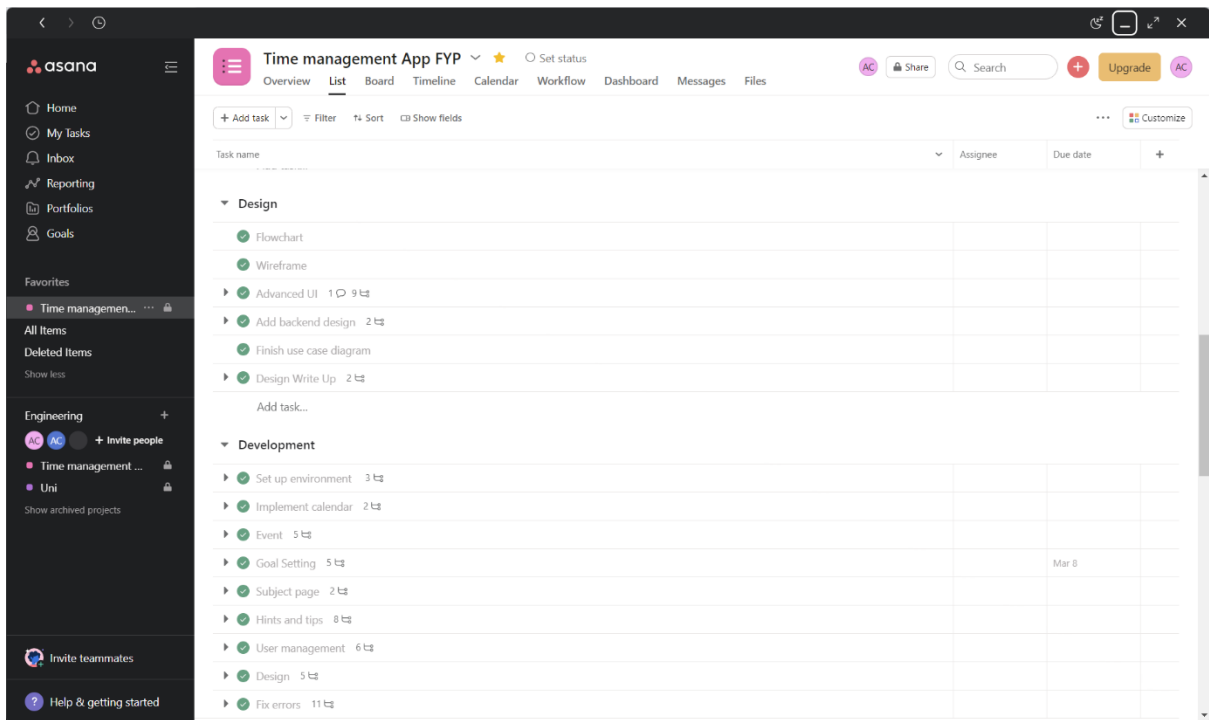 asana
Home
My Tasks
Inbox
Reporting
Portfolios
Goals
Favorites
Time managemen... ...
All Items
Deleted Items
Show less
Engineering +
AC AC + Invite people
Time management ...
Uni
Show archived projects
Invite teammates
? Help & getting started
Time management App FYP Set status
Overview List Board Timeline Calendar Workflow Dashboard Messages Files
AC Share Search + Upgrade AC
+ Add task Filter Sort Show fields ... Customize
Task name Assignee Due date +
Design
Flowchart
Wireframe
Advanced UI 1 9
Add backend design 2
Finish use case diagram
Design Write Up 2
Add task...
Development
Set up environment 3
Implement calendar 2
Event 5
Goal Setting 5 Mar 8
Subject page 2
Hints and tips 8
User management 6
Design 5
Fix errors 11